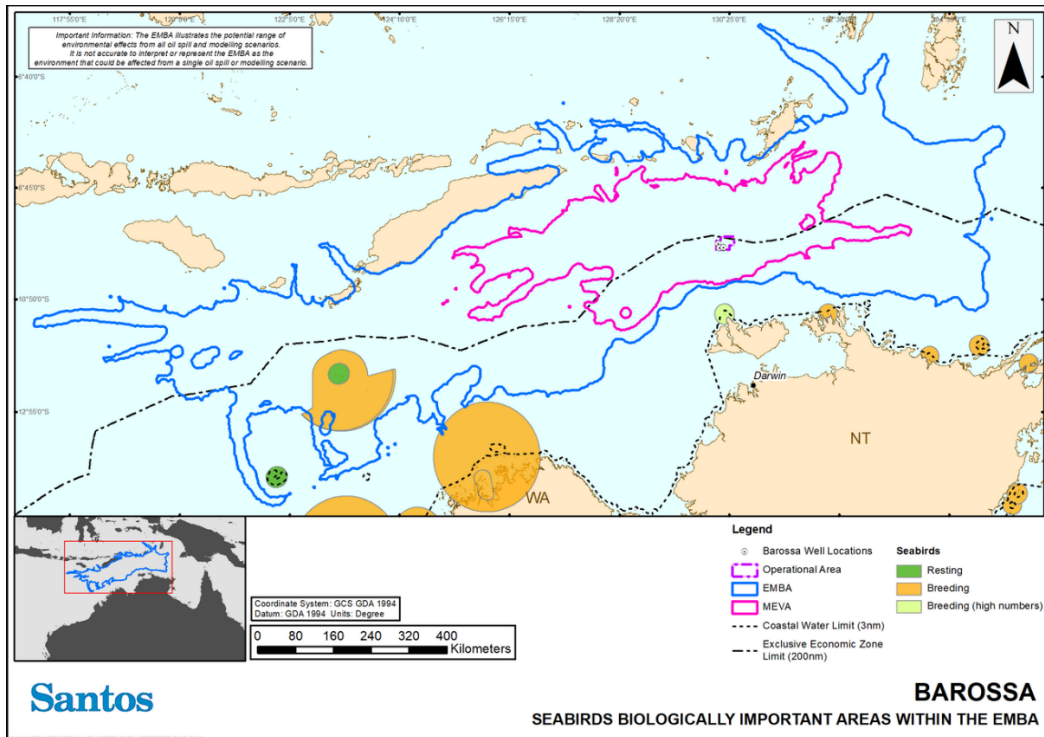 117°55'0"E
122°5'0"E
124°10'0"E
126°15'0"E
128°20'0"E
130°25'0"E
Important Information: The EMBA illustrates the potential range of
environmental effects from all oil spill and modelling scenarios.
It is not accurate to interpret or represent the EMBA as the
environment that could be affected from a single oil spill or modelling scenario.
N
8°45'0"S
10°50'0"S
12°55'0"S
Darwin
NT
WA
Legend
Barossa Well Locations
Operational Area
EMBA
MEVA
Coastal Water Limit (3nm)
Exclusive Economic Zone
Limit (200nm)
Seabirds
Resting
Breeding
Breeding (high numbers)
Coordinate System: GCS GDA 1994
Datum: GDA 1994 Units: Degree
0 80 160 240 320 400
Kilometers
Santos
BAROSSA
SEABIRDS BIOLOGICALLY IMPORTANT AREAS WITHIN THE EMBA